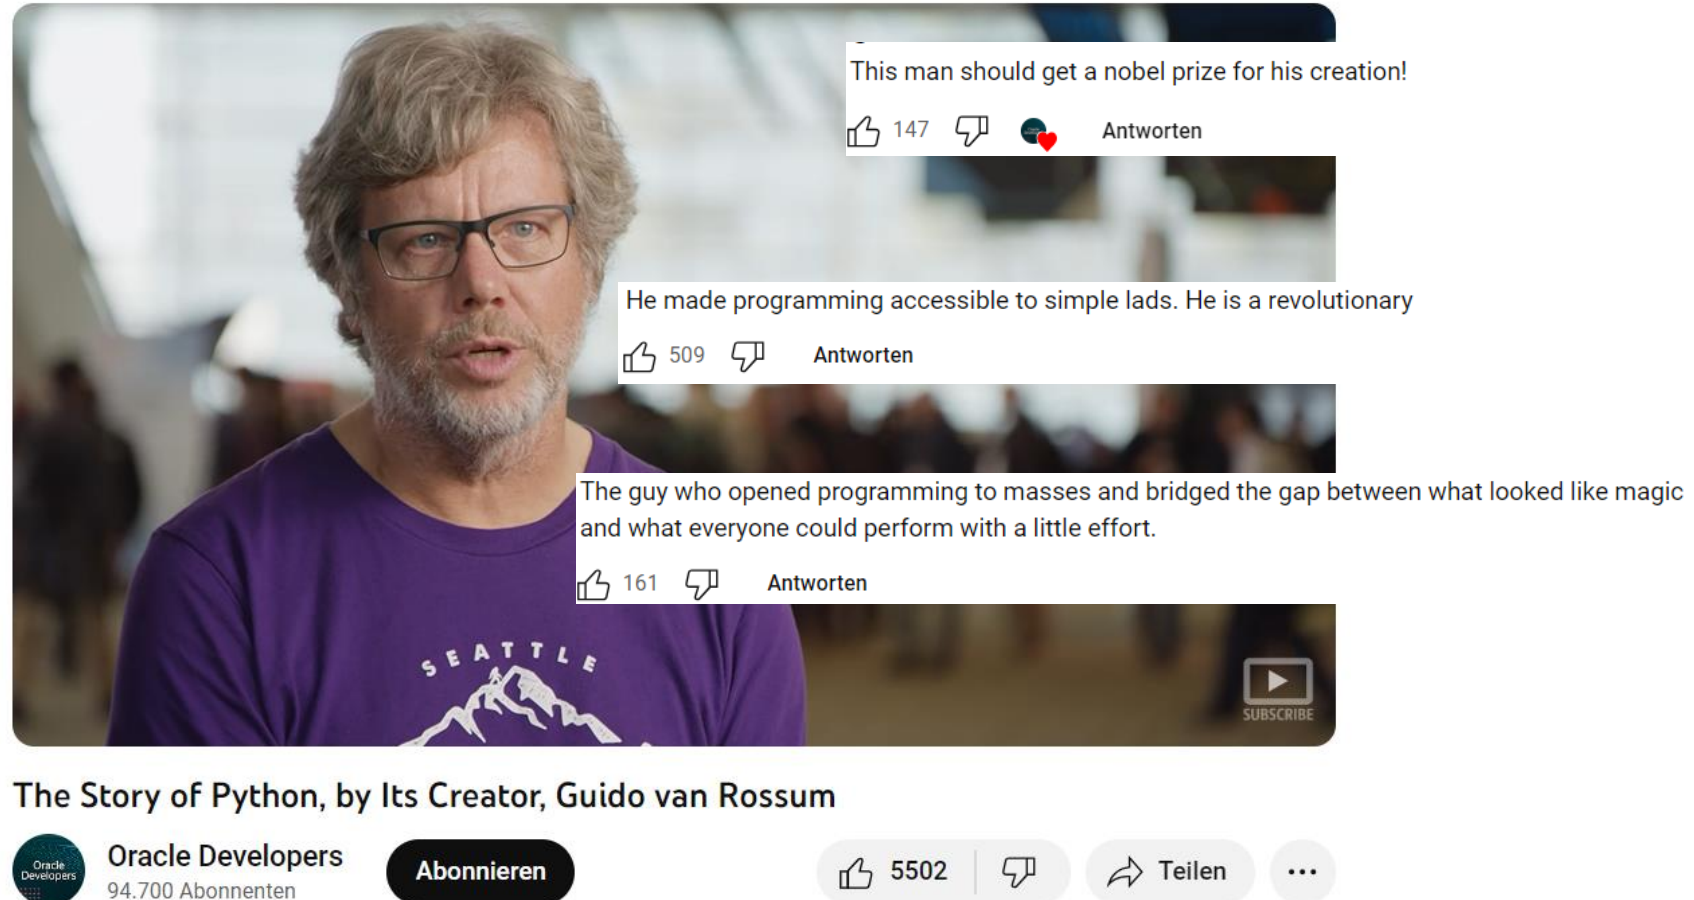 This man should get a nobel prize for his creation!
147 Antworten
He made programming accessible to simple lads. He is a revolutionary
509 Antworten
The guy who opened programming to masses and bridged the gap between what looked like magic
and what everyone could perform with a little effort.
161 Antworten
SEATTLE
SUBSCRIBE
The Story of Python, by Its Creator, Guido van Rossum
Oracle
Developers
Oracle Developers
94.700 Abonnenten
Abonnieren
5502
Teilen